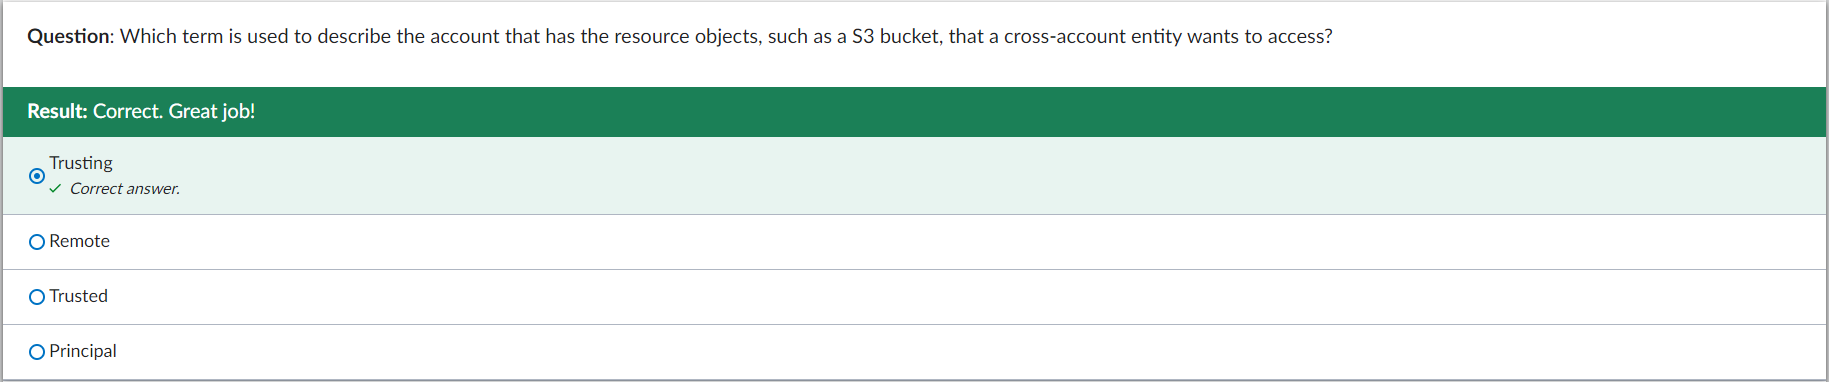 Question: Which term is used to describe the account that has the resource objects, such as a S3 bucket, that a cross-account entity wants to access?
Result: Correct. Great job!
Trusting
✓ Correct answer.
Remote
Trusted
Principal